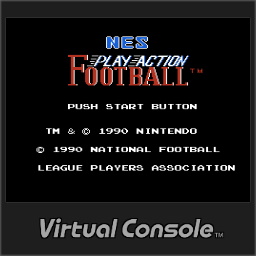 NES
PLAY ACTION
FOOTBALL™
PUSH START BUTTON
TM & © 1990 NINTENDO
© 1990 NATIONAL FOOTBALL
LEAGUE PLAYERS ASSOCIATION
Virtual Console™